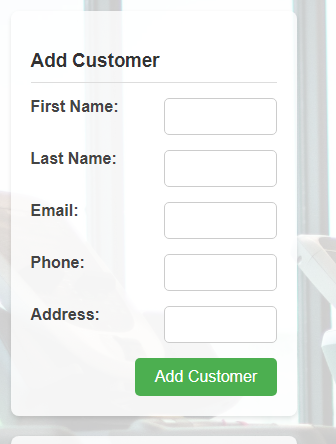 Add Customer
First Name:
Last Name:
Email:
Phone:
Address:
Add Customer